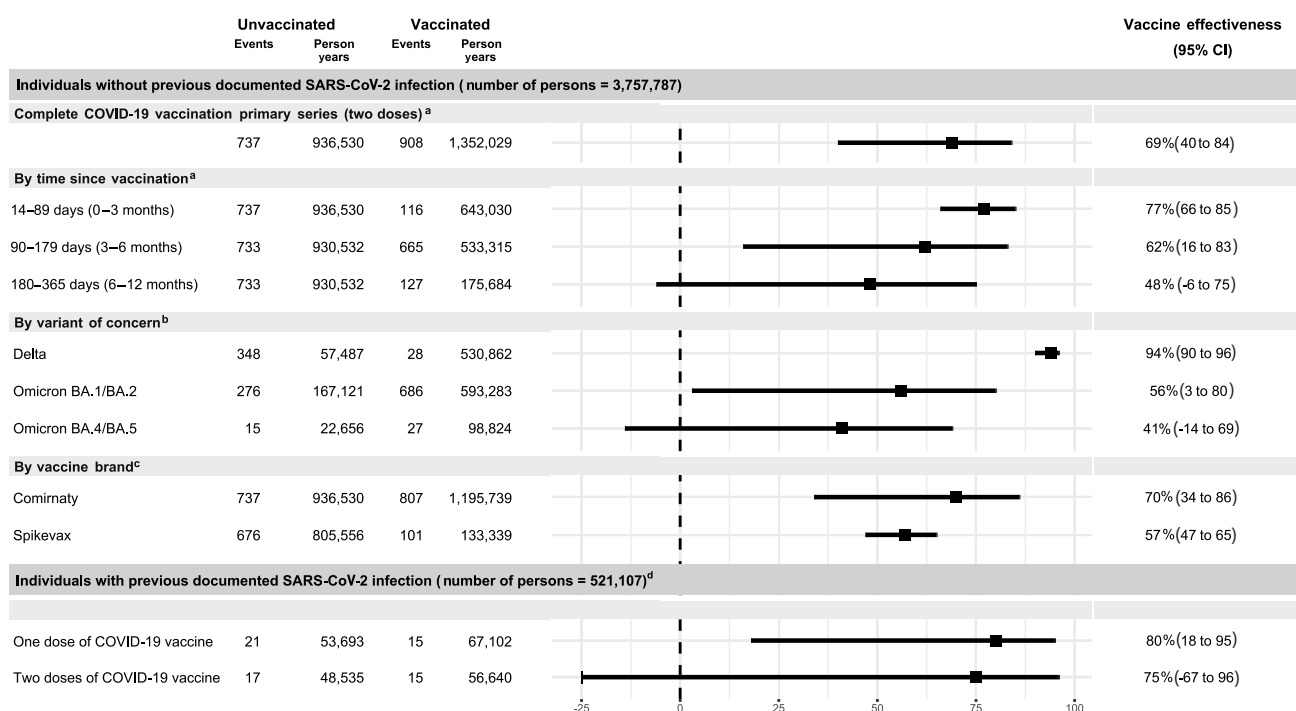 Unvaccinated Vaccinated Vaccine effectiveness
Events Person years Events Person years (95% CI)
Individuals without previous documented SARS-CoV-2 infection (number of persons = 3,757,787)
Complete COVID-19 vaccination primary series (two doses) a
737 936,530 908 1,352,029 69% (40 to 84)
By time since vaccination a
14–89 days (0–3 months) 737 936,530 116 643,030 77% (66 to 85)
90–179 days (3–6 months) 733 930,532 665 533,315 62% (16 to 83)
180–365 days (6–12 months) 733 930,532 127 175,684 48% (-6 to 75)
By variant of concern b
Delta 348 57,487 28 530,862 94% (90 to 96)
Omicron BA.1/BA.2 276 167,121 686 593,283 56% (3 to 80)
Omicron BA.4/BA.5 15 22,656 27 98,824 41% (-14 to 69)
By vaccine brand c
Comirnaty 737 936,530 807 1,195,739 70% (34 to 86)
Spikevax 676 805,556 101 133,339 57% (47 to 65)
Individuals with previous documented SARS-CoV-2 infection (number of persons = 521,107) d
One dose of COVID-19 vaccine 21 53,693 15 67,102 80% (18 to 95)
Two doses of COVID-19 vaccine 17 48,535 15 56,640 75% (-67 to 96)
-25 0 25 50 75 100